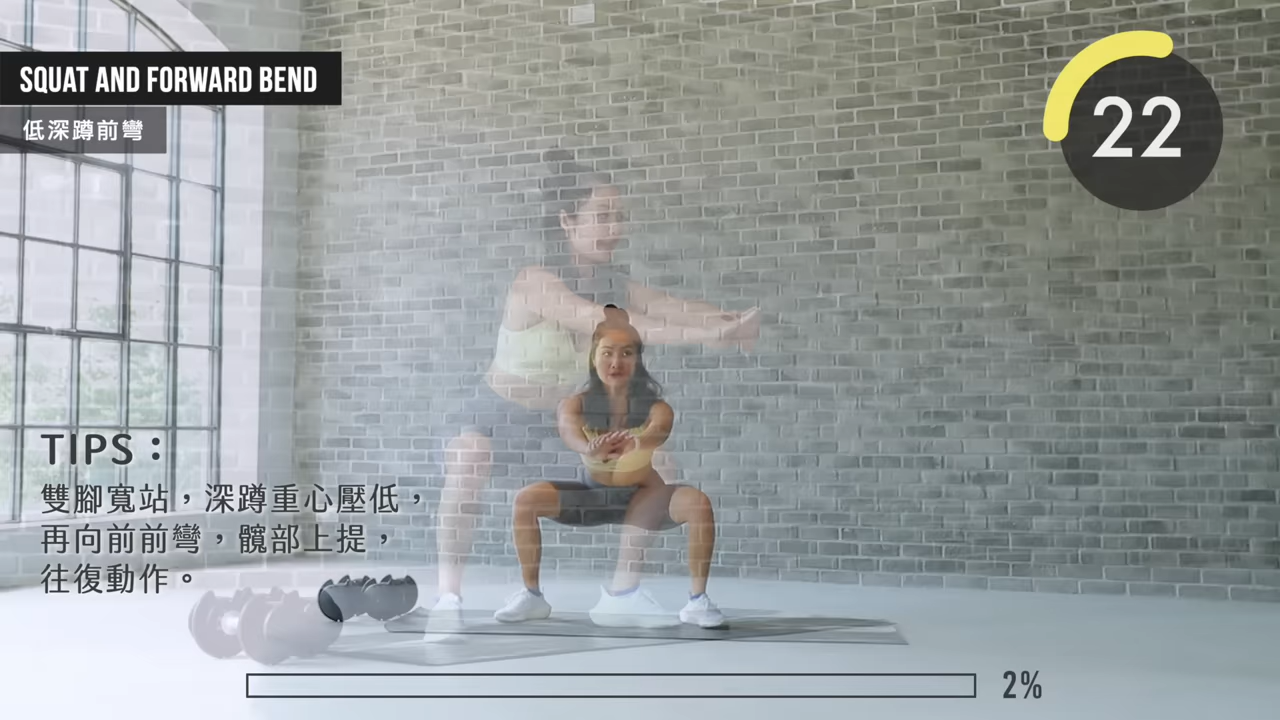 SQUAT AND FORWARD BEND
低深蹲前彎
22
TIPS：
雙腳寬站，深蹲重心壓低，
再向前前彎，髖部上提，
往復動作。
2%